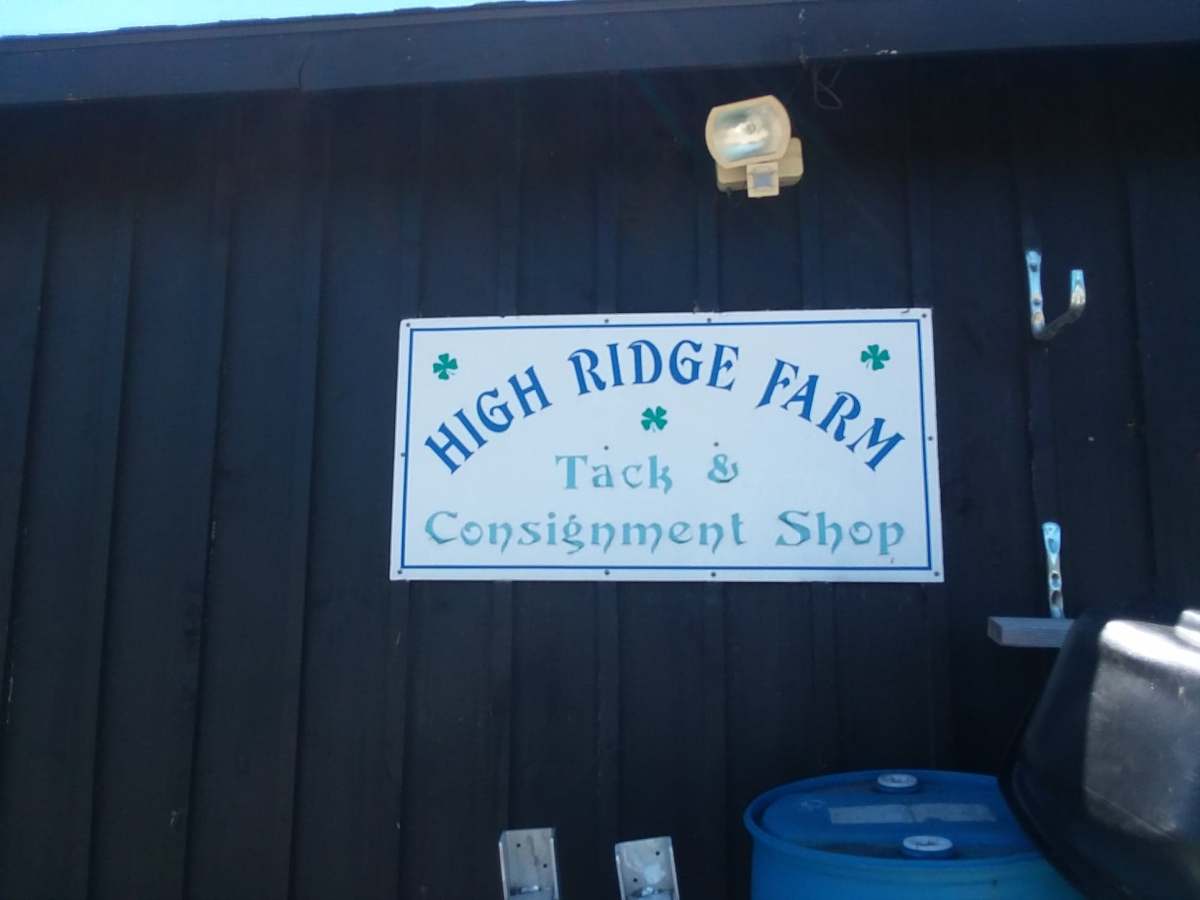 HIGH RIDGE FARM
Tack &
Consignment Shop